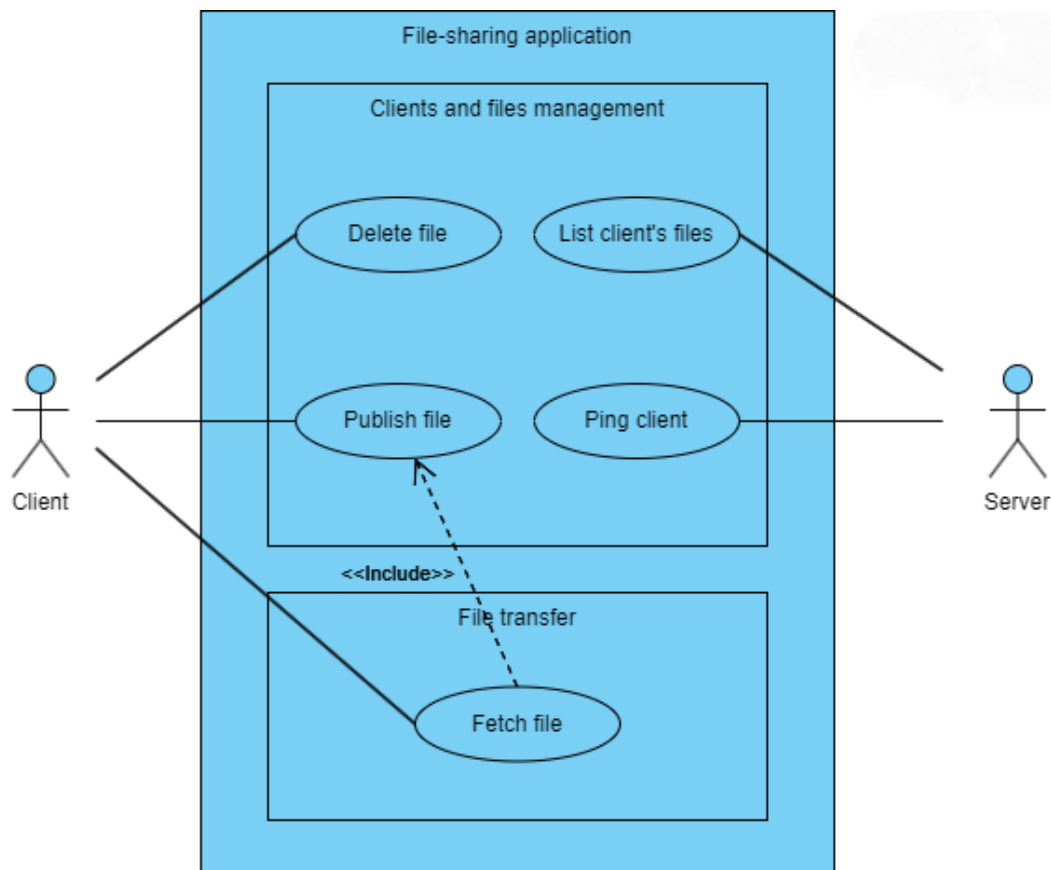 File-sharing application
Clients and files management
Delete file
List client's files
Publish file
Ping client
Client
Server
<<Include>>
File transfer
Fetch file